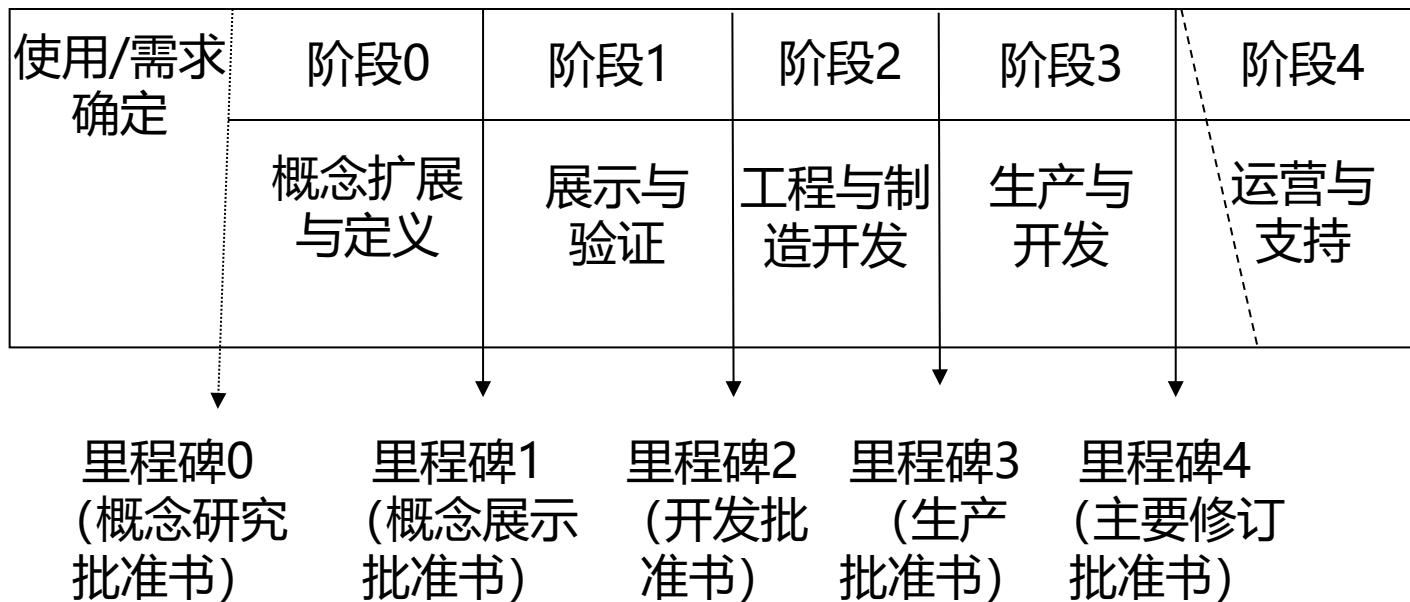 使用/需求
确定
阶段0
阶段1
阶段2
阶段3
阶段4
概念扩展
与定义
展示与
验证
工程与制
造开发
生产与
开发
运营与
支持
里程碑0
(概念研究
批准书)
里程碑1
(概念展示
批准书)
里程碑2
(开发批
准书)
里程碑3
(生产
批准书)
里程碑4
(主要修订
批准书)